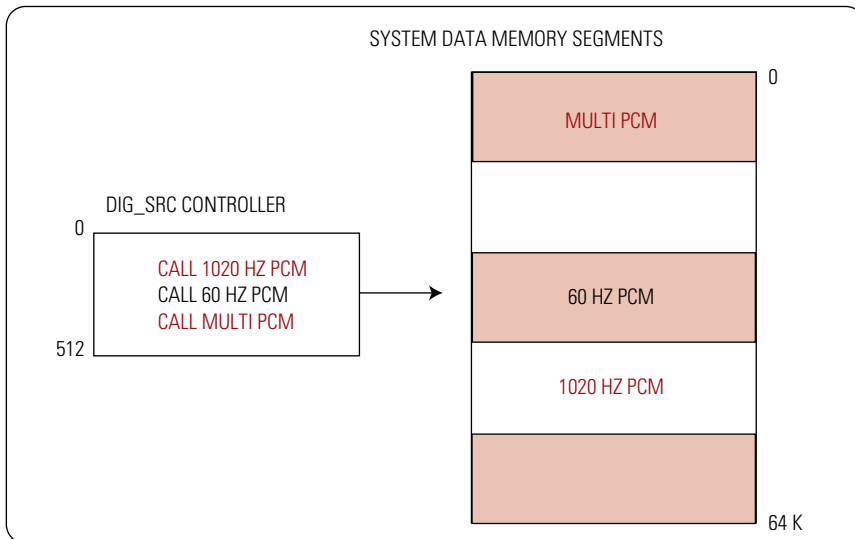 SYSTEM DATA MEMORY SEGMENTS
0
MULTI PCM
DIG_SRC CONTROLLER
0
CALL 1020 HZ PCM
CALL 60 HZ PCM
CALL MULTI PCM
512
60 HZ PCM
1020 HZ PCM
64 K